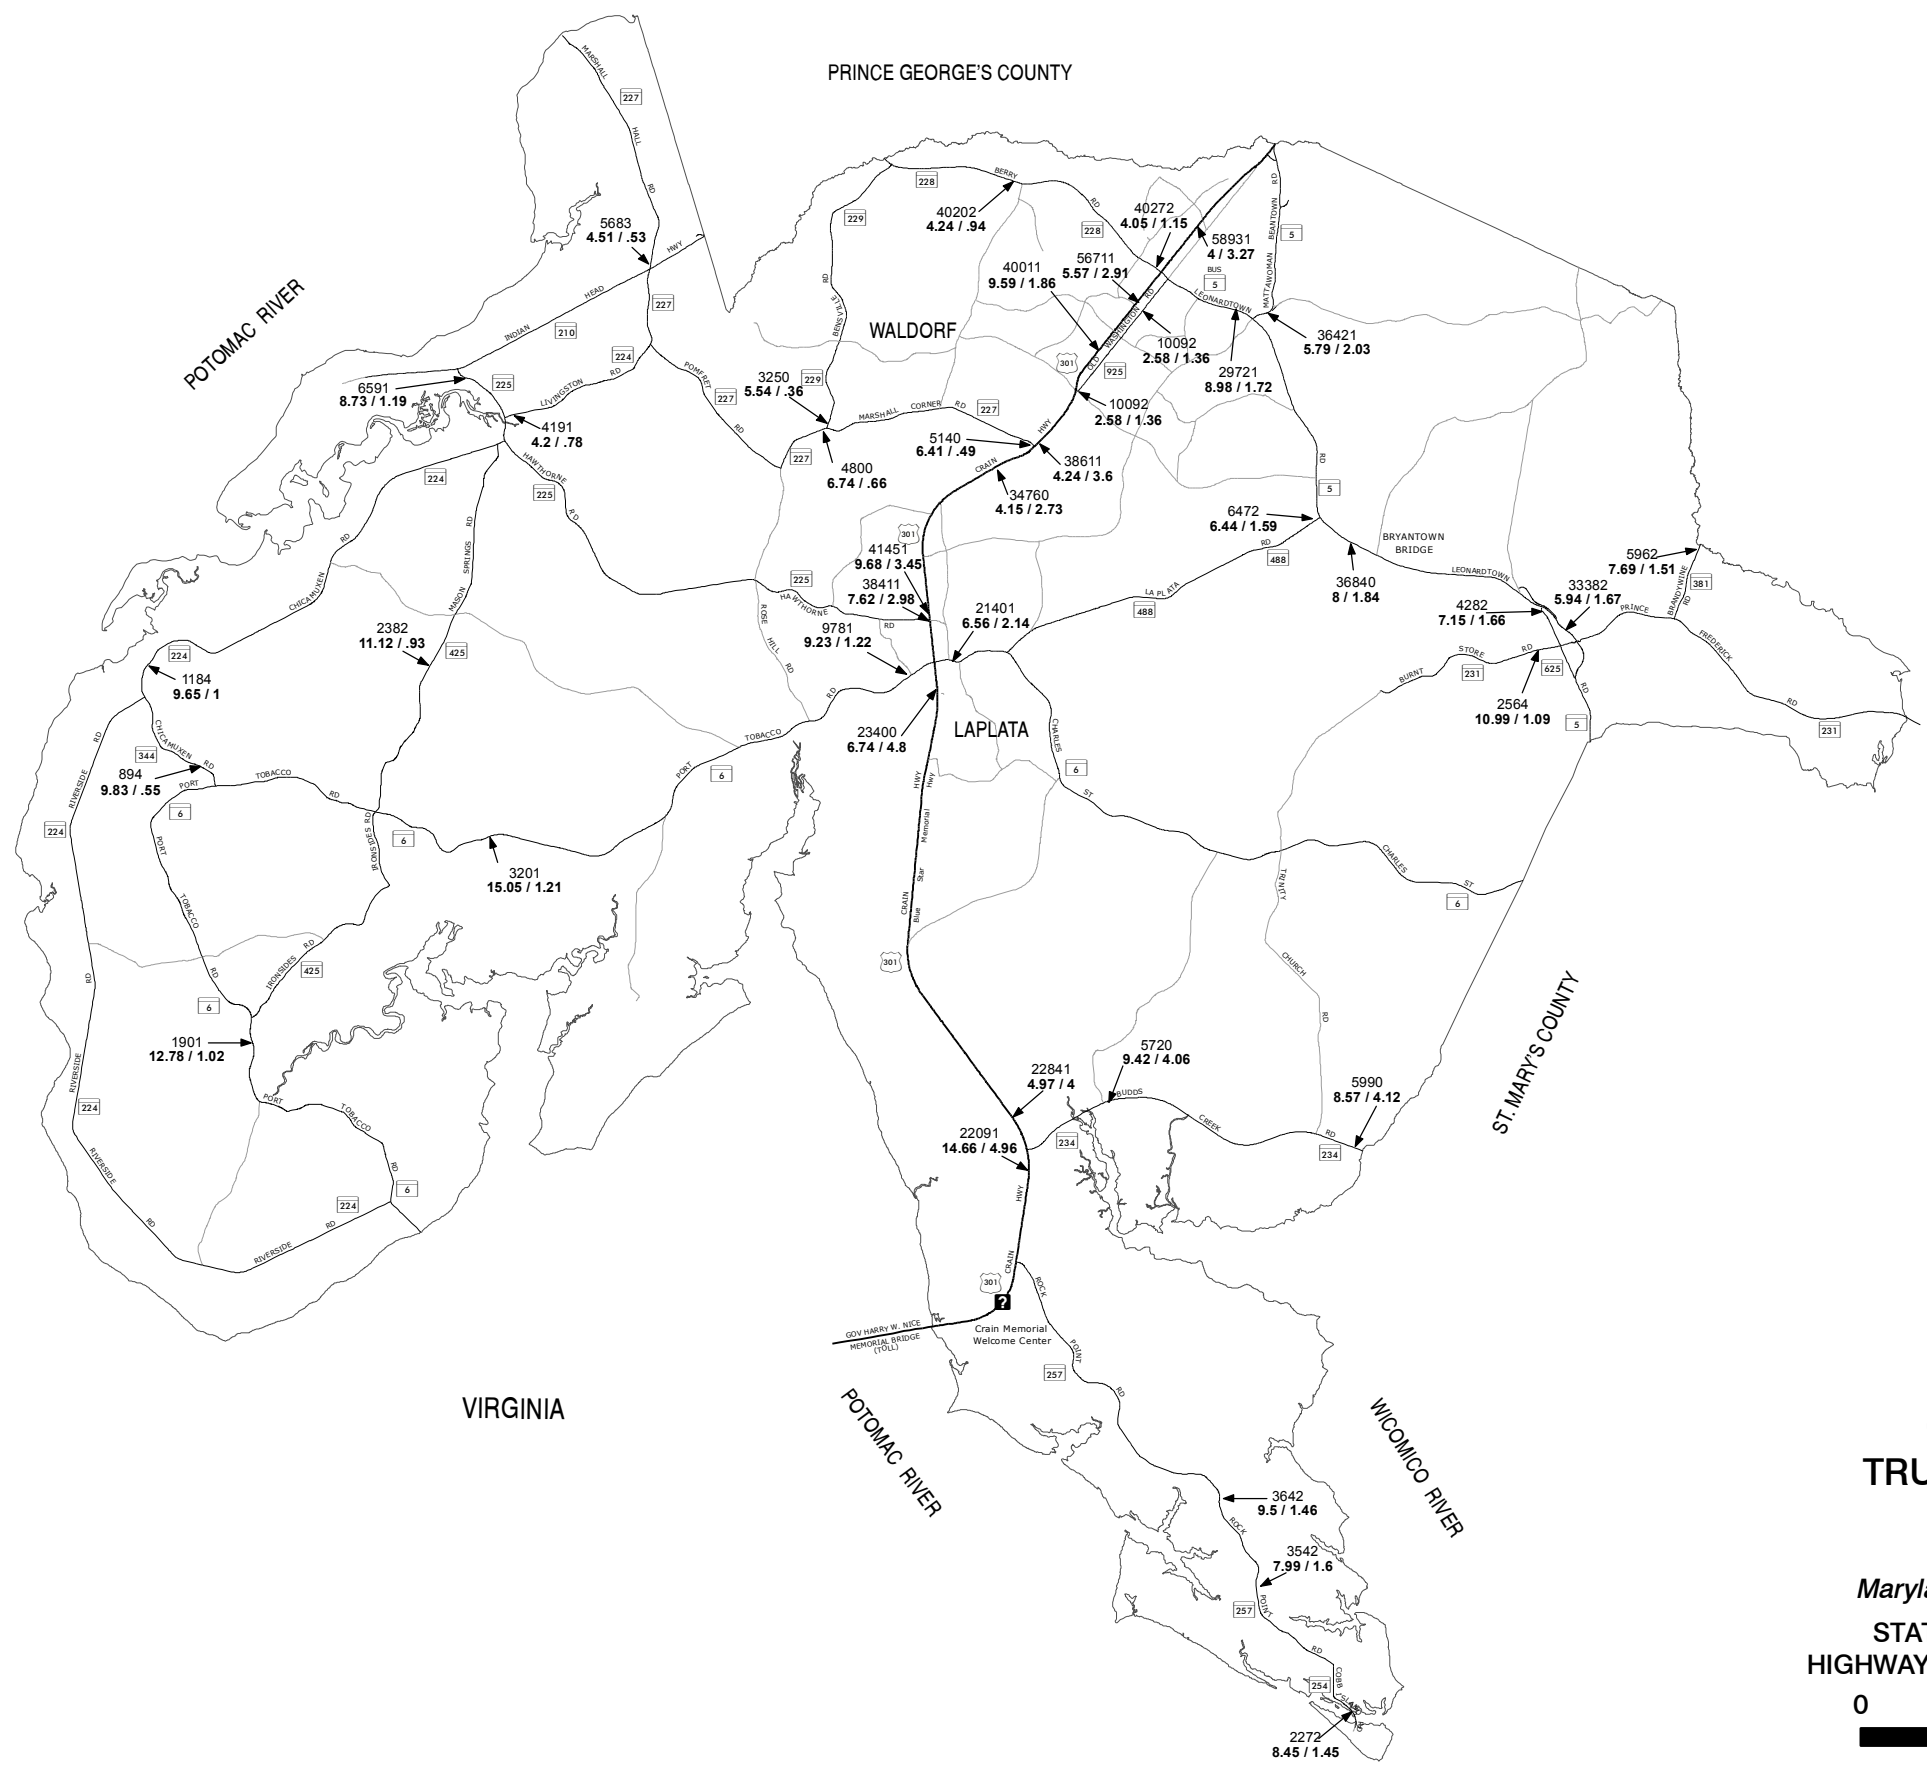 PRINCE GEORGE'S COUNTY
MARSHALL
227
HALL
RD
BERRY
228
40202
4.24 / .94
RD
228
40272
4.05 / 1.15
RD
BEANTOWN
MATTAWOMAN
5
58931
4 / 3.27
229
5683
4.51 / .53
HWY
HEAD
INDIAN
210
227
POTOMAC RIVER
RD
BENSVILLE
WALDORF
40011
9.59 / 1.86
56711
5.57 / 2.91
BUS
5
LEONARDTOWN
RD
WASHINGTON
OLD
36421
5.79 / 2.03
10092
2.58 / 1.36
29721
8.98 / 1.72
301
925
224
RD
LIVINGSTON
225
6591
8.73 / 1.19
POMFRET
227
RD
3250
5.54 / .36
229
MARSHALL
CORNER
RD
227
10092
2.58 / 1.36
HWY
4191
4.2 / .78
5140
6.41 / .49
CRAIN
38611
4.24 / 3.6
227
4800
6.74 / .66
34760
4.15 / 2.73
HAWTHORNE
225
RD
224
RD
5
6472
6.44 / 1.59
RD
488
LA PLATA
488
BRYANTOWN
BRIDGE
36840
8 / 1.84
LEONARDTOWN
5962
7.69 / 1.51
381
BRANDYWINE
RD
33382
5.94 / 1.67
4282
7.15 / 1.66
PRINCE
FREDERICK
RD
231
301
41451
9.68 / 3.45
38411
7.62 / 2.98
225
HAWTHORNE
RD
21401
6.56 / 2.14
9781
9.23 / 1.22
ROSE
HILL
RD
RD
SPRINGS
MASON
RD
CHICAMUXEN
2382
11.12 / .93
425
224
1184
9.65 / 1
BURNT
STORE
RD
231
625
2564
10.99 / 1.09
RD
5
23400
6.74 / 4.8
LAPLATA
CHARLES
6
ST
RD
TOBACCO
PORT
6
CHICAMUXEN
RD
344
894
9.83 / .55
PORT
TOBACCO
RD
6
RD
RIVERSIDE
224
IRONSIDES RD
6
3201
15.05 / 1.21
HWY
Hwy
Memorial
Star
Blue
CRAIN
CHARLES
ST
6
TRINITY
CHURCH
RD
PORT
TOBACCO
RD
6
RD
IRONSIDES
425
RD
301
ST. MARY'S COUNTY
1901
12.78 / 1.02
RIVERSIDE
224
PORT
TOBACCO
RD
6
22841
4.97 / 4
5720
9.42 / 4.06
BUDDS
CREEK
RD
5990
8.57 / 4.12
234
234
22091
14.66 / 4.96
RIVERSIDE
RD
224
RD
RIVERSIDE
HWY
CRAIN
301
?
ROCK
Crain Memorial
Welcome Center
GOV HARRY W. NICE
MEMORIAL BRIDGE
(TOLL)
POINT
257
RD
VIRGINIA
POTOMAC RIVER
WICOMICO RIVER
TRU
3642
9.5 / 1.46
ROCK
3542
7.99 / 1.6
POINT
257
RD
COBB
254
2272
8.45 / 1.45
Maryla
STAT
HIGHWAY
0